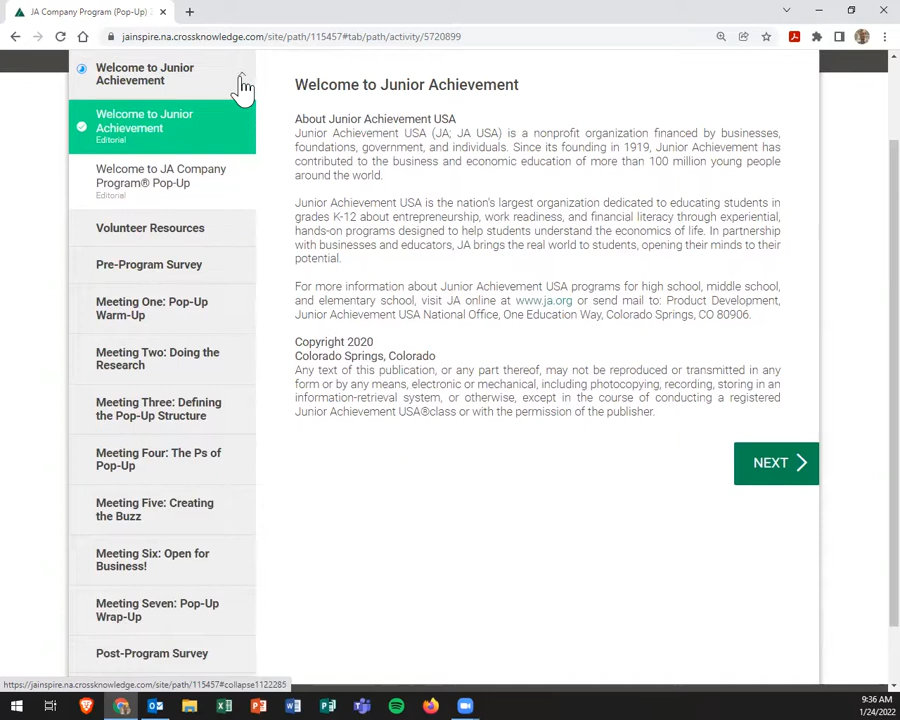 JA Company Program (Pop-Up)
jainspire.na.crossknowledge.com/site/path/115457#tab/path/activity/5720899
Welcome to Junior
Achievement
Welcome to Junior
Achievement
Editorial
Welcome to JA Company
Program® Pop-Up
Editorial
Volunteer Resources
Pre-Program Survey
Meeting One: Pop-Up
Warm-Up
Meeting Two: Doing the
Research
Meeting Three: Defining
the Pop-Up Structure
Meeting Four: The Ps of
Pop-Up
Meeting Five: Creating
the Buzz
Meeting Six: Open for
Business!
Meeting Seven: Pop-Up
Wrap-Up
Post-Program Survey
Welcome to Junior Achievement
About Junior Achievement USA
Junior Achievement USA (JA; JA USA) is a nonprofit organization financed by businesses,
foundations, government, and individuals. Since its founding in 1919, Junior Achievement has
contributed to the business and economic education of more than 100 million young people
around the world.
Junior Achievement USA is the nation's largest organization dedicated to educating students in
grades K-12 about entrepreneurship, work readiness, and financial literacy through experiential,
hands-on programs designed to help students understand the economics of life. In partnership
with businesses and educators, JA brings the real world to students, opening their minds to their
potential.
For more information about Junior Achievement USA programs for high school, middle school,
and elementary school, visit JA online at www.ja.org or send mail to: Product Development,
Junior Achievement USA National Office, One Education Way, Colorado Springs, CO 80906.
Copyright 2020
Colorado Springs, Colorado
Any text of this publication, or any part thereof, may not be reproduced or transmitted in any
form or by any means, electronic or mechanical, including photocopying, recording, storing in an
information-retrieval system, or otherwise, except in the course of conducting a registered
Junior Achievement USA®class or with the permission of the publisher.
NEXT
https://jainspire.na.crossknowledge.com/site/path/115457#collapse1122285
9:36 AM
1/24/2022